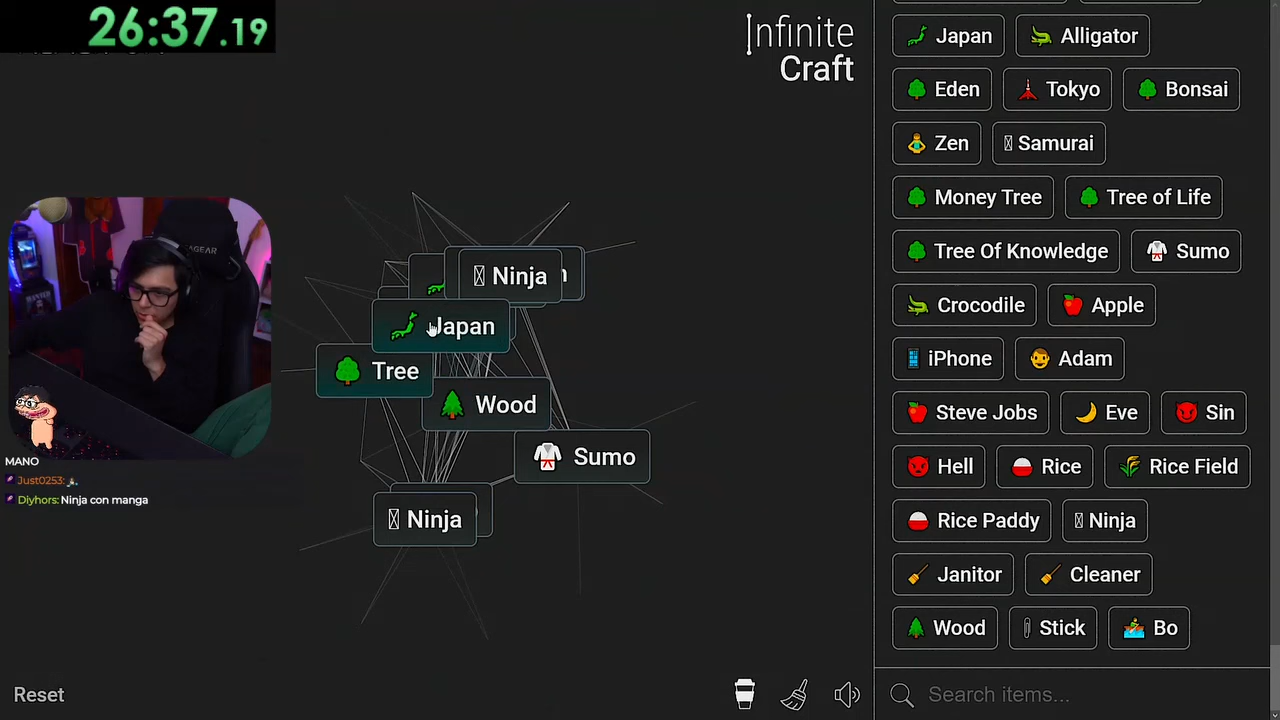 26:37.19
Infinite
Craft
Japan
Alligator
Eden
Tokyo
Bonsai
Zen
Samurai
Money Tree
Tree of Life
Tree Of Knowledge
Sumo
Crocodile
Apple
iPhone
Adam
Steve Jobs
Eve
Sin
Hell
Rice
Rice Field
Rice Paddy
Ninja
Janitor
Cleaner
Wood
Stick
Bo
Ninja
Japan
Tree
Wood
Sumo
Ninja
MANO
Just0253:
Diyhors: Ninja con manga
Reset
Search items...